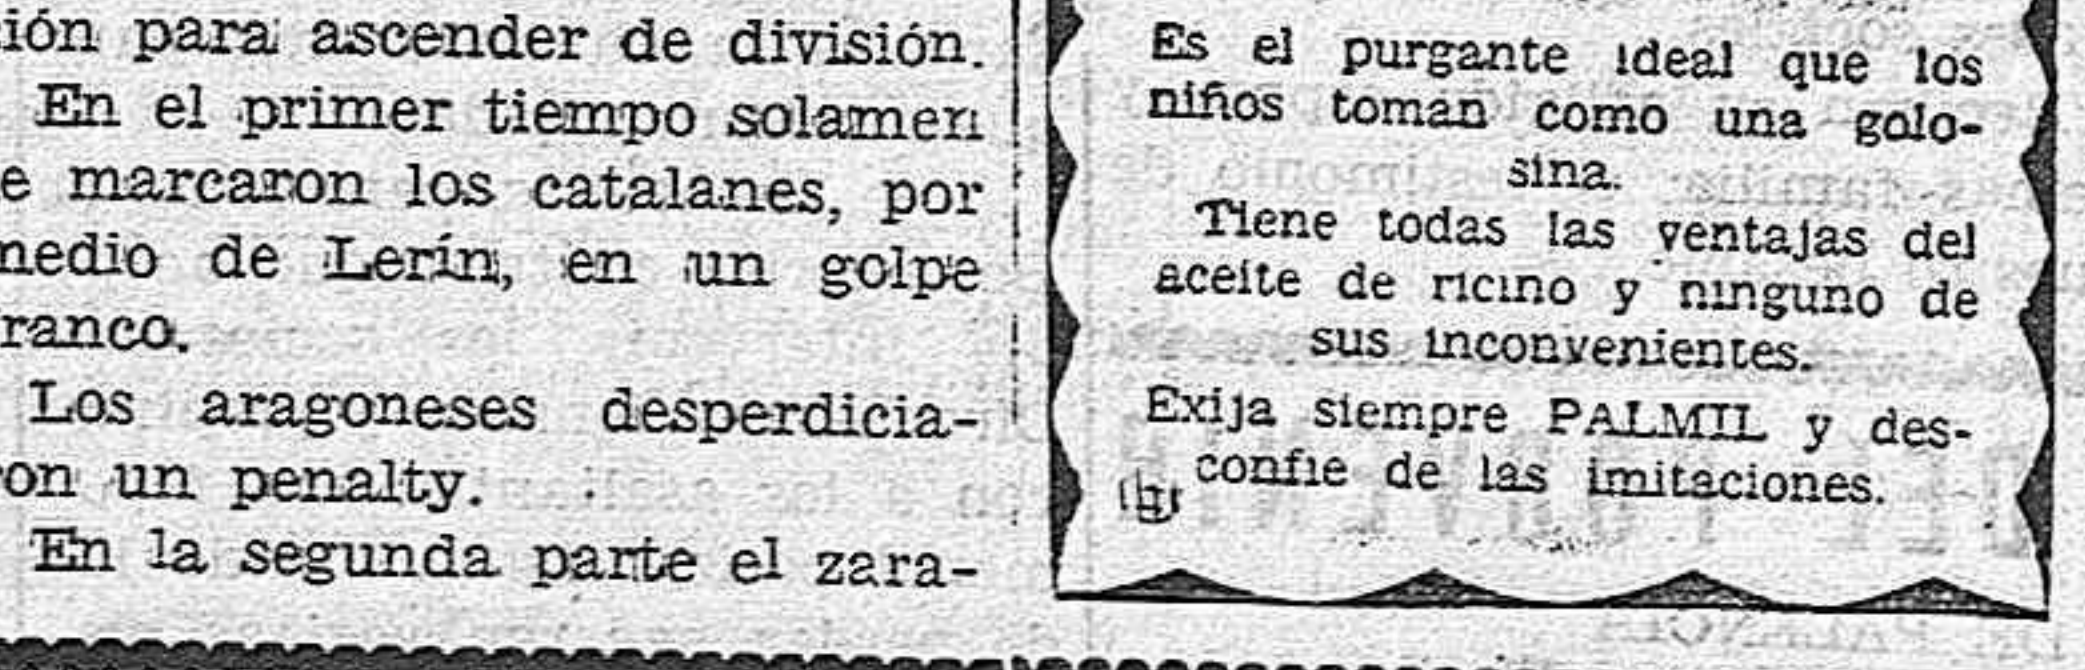 ión para ascender de división.
En el primer tiempo solamen
e marcaron los catalanes, por
medio de Lerín, en un golpe
ranco.
Los aragoneses desperdicia-
ron un penalty.
En la segunda parte el zara-
Es el purgante ideal que los
niños toman como una golo-
sina.
Tiene todas las ventajas del
aceite de ricino y ninguno de
sus inconvenientes.
Exija siempre PALMIL y des-
confie de las imitaciones.